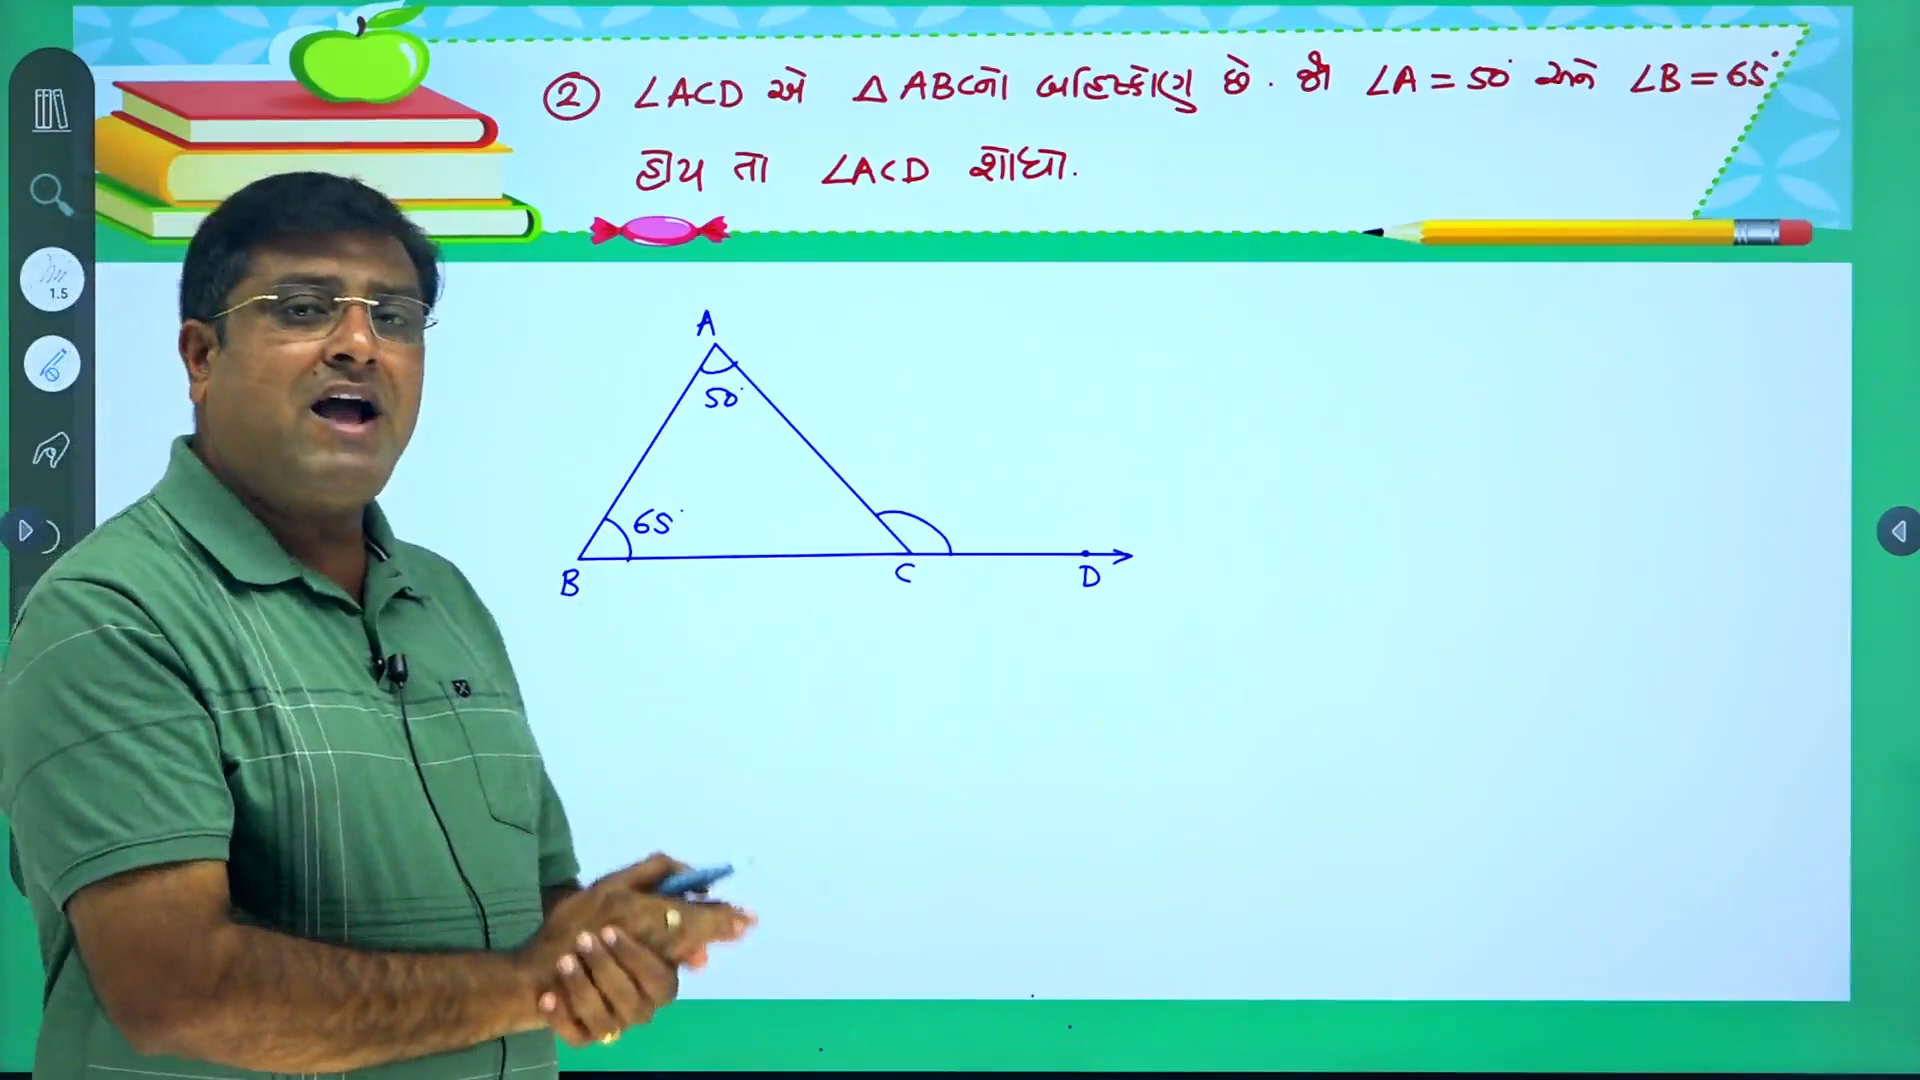 ② ∠ACD એ △ABCનો બહિષ્કોણ છે. જો ∠A = 50° અને ∠B = 65°
હોય તો ∠ACD શોધો.
1.5
A
50°
65°
B
C
D